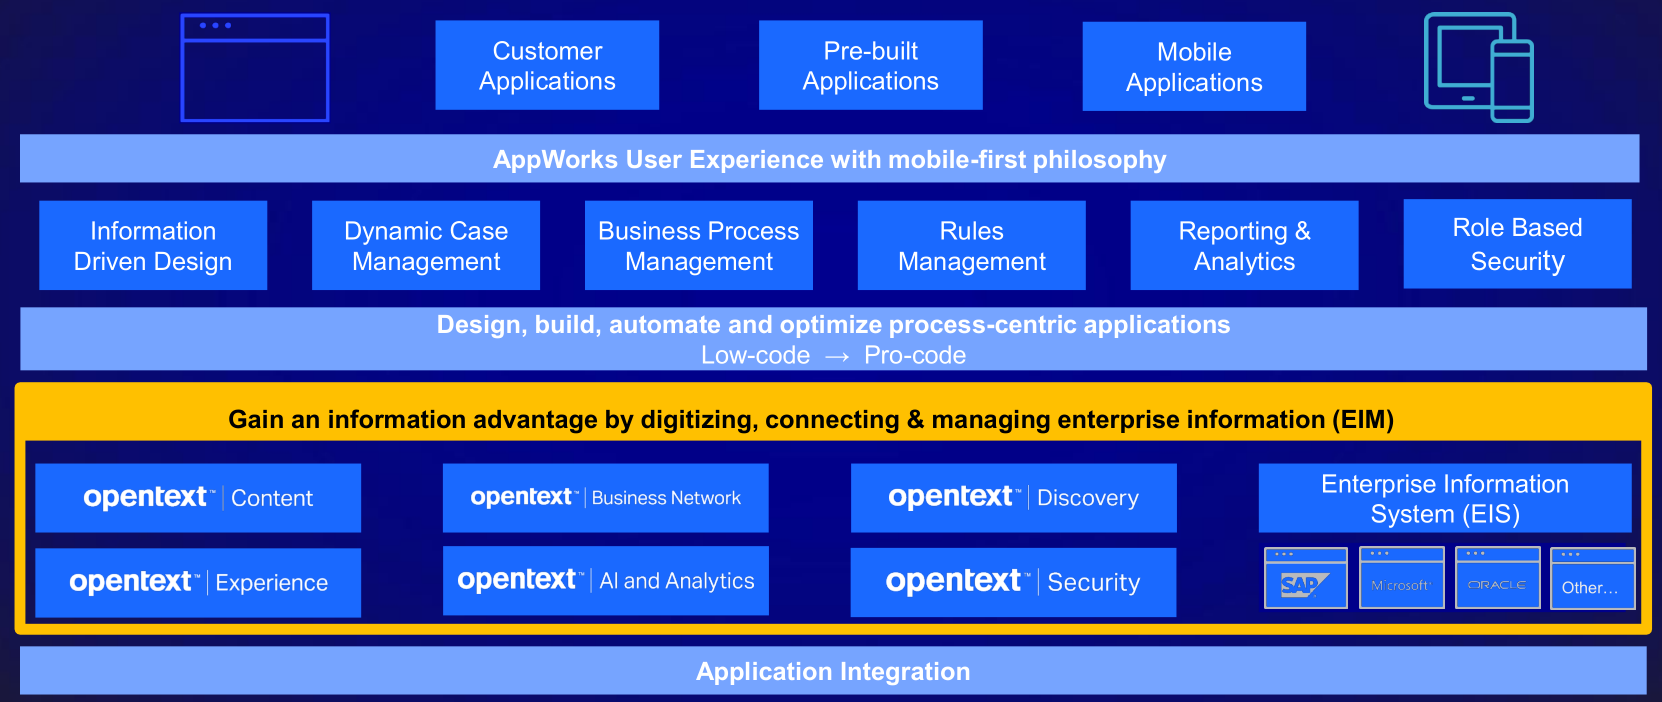 Customer
Applications
Pre-built
Applications
Mobile
Applications
AppWorks User Experience with mobile-first philosophy
Information
Driven Design
Dynamic Case
Management
Business Process
Management
Rules
Management
Reporting &
Analytics
Role Based
Security
Design, build, automate and optimize process-centric applications
Low-code → Pro-code
Gain an information advantage by digitizing, connecting & managing enterprise information (EIM)
opentext™ | Content
opentext™ | Business Network
opentext™ | Discovery
Enterprise Information
System (EIS)
opentext™ | Experience
opentext™ | AI and Analytics
opentext™ | Security
SAP
Microsoft
ORACLE
Other...
Application Integration